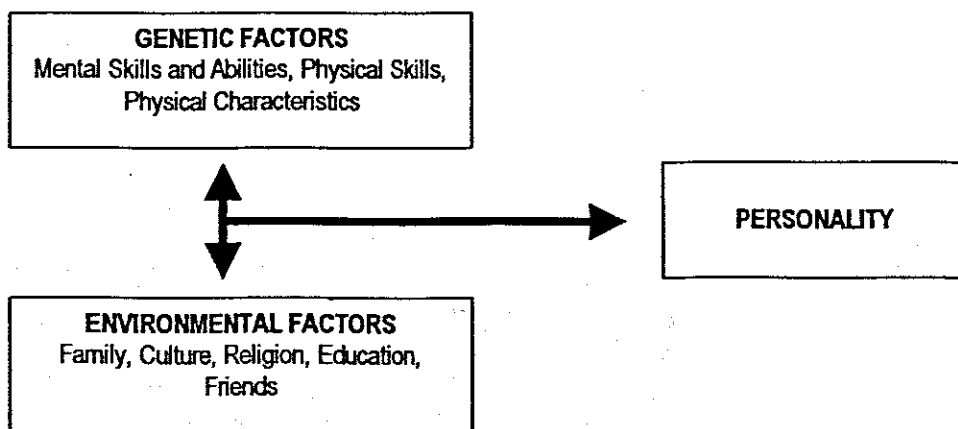 GENETIC FACTORS
Mental Skills and Abilities, Physical Skills,
Physical Characteristics
PERSONALITY
ENVIRONMENTAL FACTORS
Family, Culture, Religion, Education,
Friends